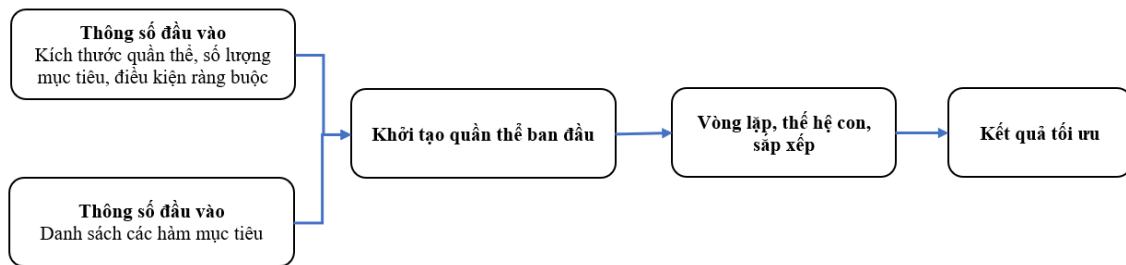 Thông số đầu vào
Kích thước quần thể, số lượng
mục tiêu, điều kiện ràng buộc
Thông số đầu vào
Danh sách các hàm mục tiêu
Khởi tạo quần thể ban đầu
Vòng lặp, thế hệ con,
sắp xếp
Kết quả tối ưu